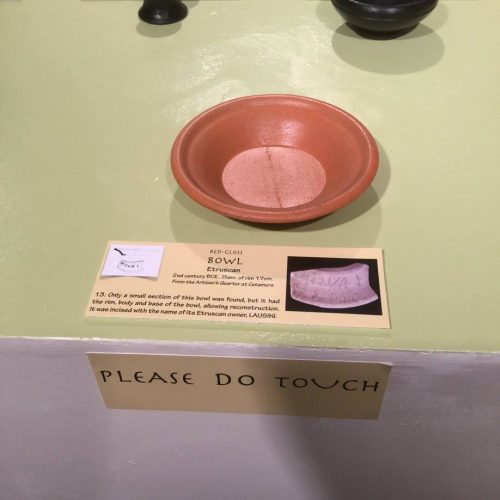 RED-GLOSS
BOWL
Etruscan
2nd century BCE. Diam. of rim 17cm.
From the Artisan's Quarter at Cetamura.
13. Only a small section of this bowl was found, but it had
the rim, body and base of the bowl, allowing reconstruction.
It was incised with the name of its Etruscan owner, LAUSINI.
PLEASE DO TOUCH